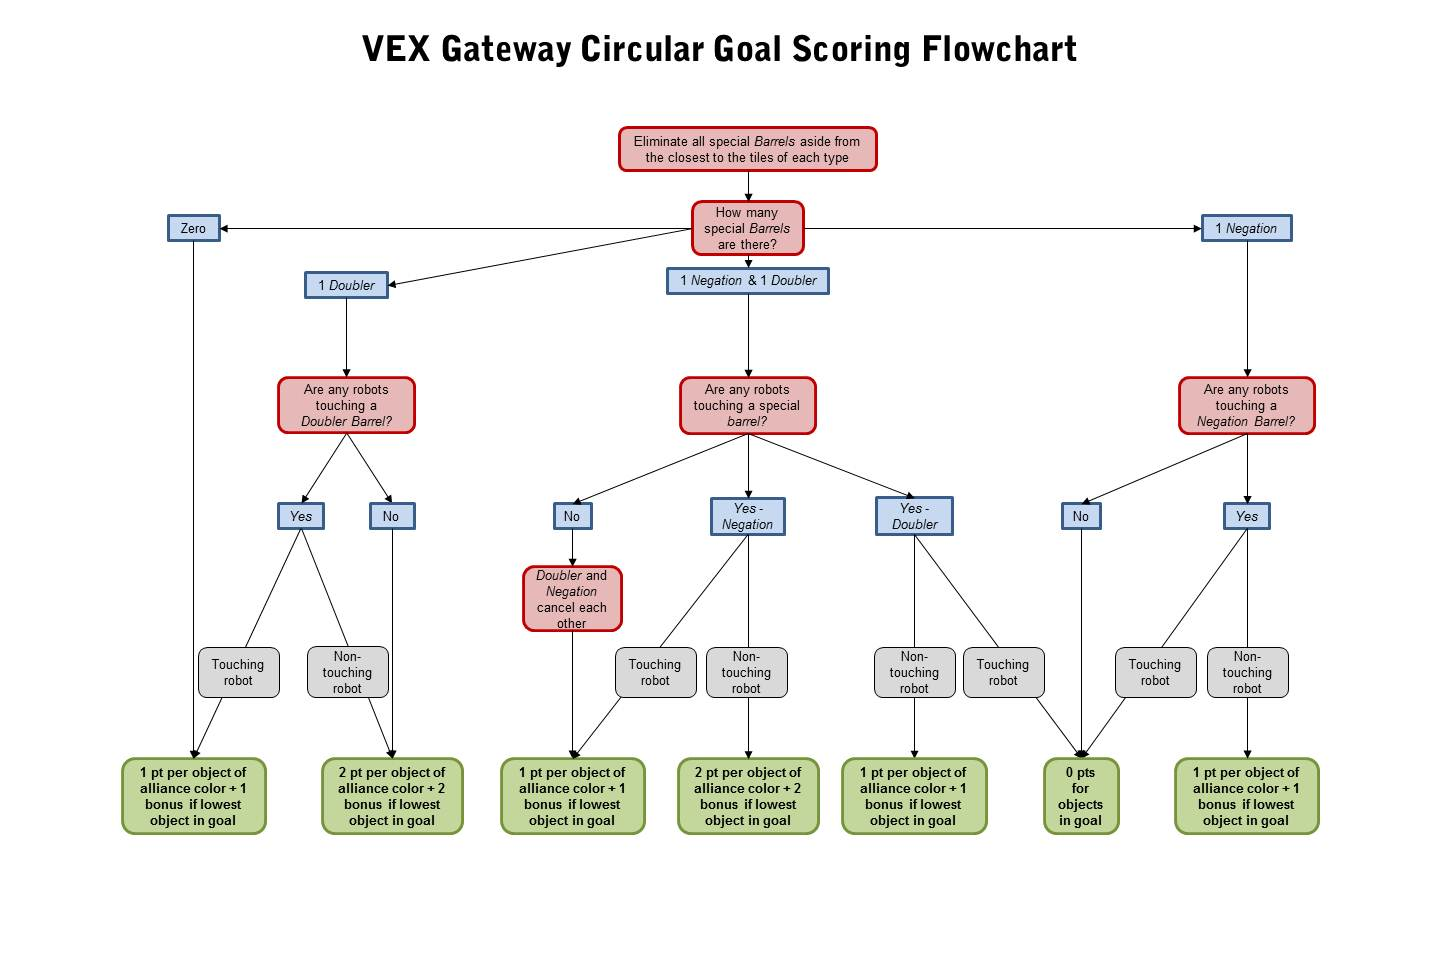 VEX Gateway Circular Goal Scoring Flowchart
Eliminate all special Barrels aside from
the closest to the tiles of each type
How many
special Barrels
are there?
Zero
1 Negation
1 Doubler
1 Negation & 1 Doubler
Are any robots
touching a
Doubler Barrel?
Are any robots
touching a special
barrel?
Are any robots
touching a
Negation Barrel?
Yes
No
No
Yes -
Negation
Yes -
Doubler
No
Yes
Doubler and
Negation
cancel each
other
Touching
robot
Non-
touching
robot
Touching
robot
Non-
touching
robot
Non-
touching
robot
Touching
robot
Touching
robot
Non-
touching
robot
1 pt per object of
alliance color + 1
bonus if lowest
object in goal
2 pt per object of
alliance color + 2
bonus if lowest
object in goal
1 pt per object of
alliance color + 1
bonus if lowest
object in goal
2 pt per object of
alliance color + 2
bonus if lowest
object in goal
1 pt per object of
alliance color + 1
bonus if lowest
object in goal
0 pts
for
objects
in goal
1 pt per object of
alliance color + 1
bonus if lowest
object in goal